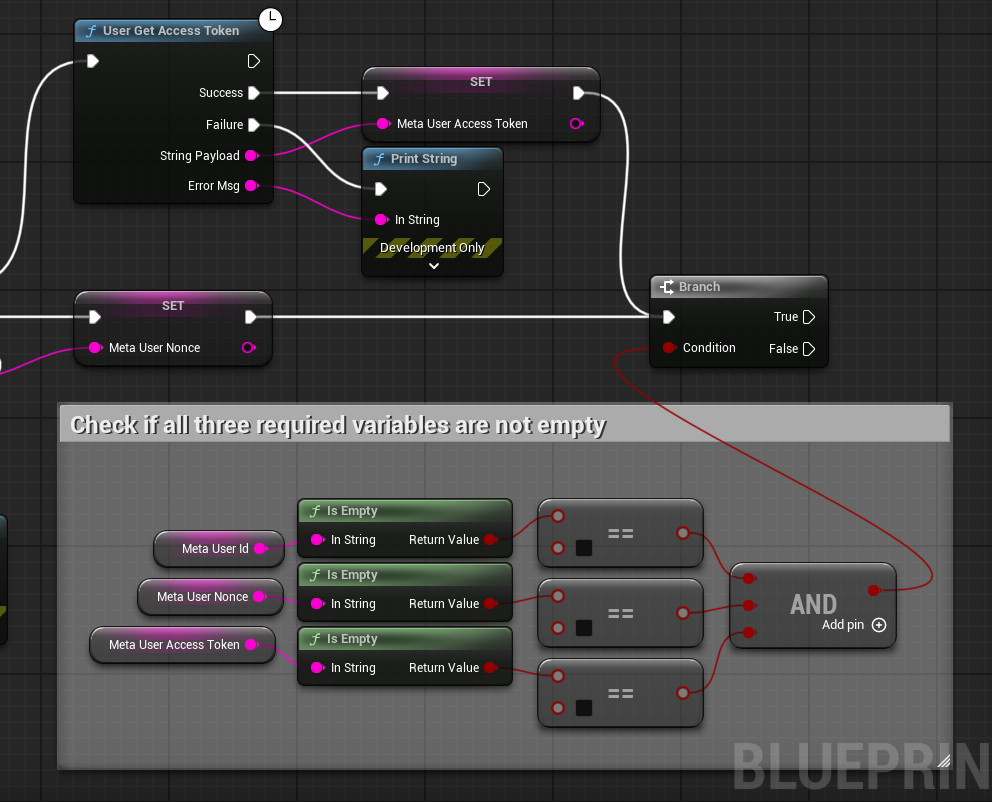 User Get Access Token
Success
Failure
String Payload
Error Msg
SET
Meta User Access Token
Print String
In String
Development Only
SET
Meta User Nonce
Branch
True
Condition
False
Check if all three required variables are not empty
Meta User Id
Is Empty
In String
Return Value
==
Meta User Nonce
Is Empty
In String
Return Value
==
Meta User Access Token
Is Empty
In String
Return Value
==
AND
Add pin
BLUEPRIN